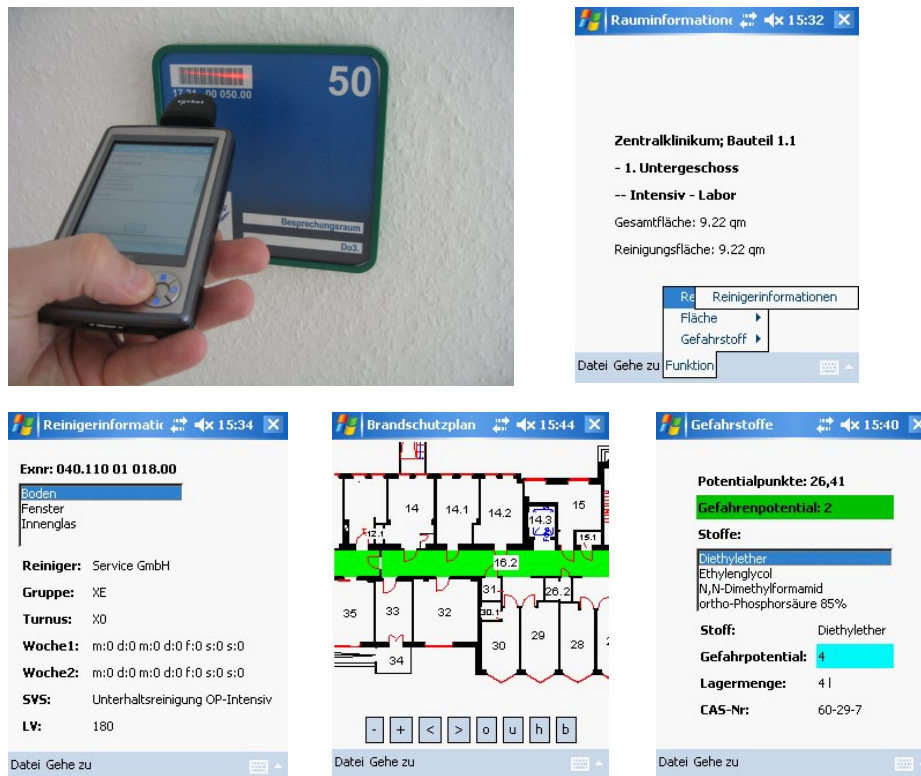 50
Besprechungsraum
Do3.
Rauminformatione 15:32
Zentralklinikum; Bauteil 1.1
- 1. Untergeschoss
-- Intensiv - Labor
Gesamtfläche: 9.22 qm
Reinigungsfläche: 9.22 qm
Re Reinigerinformationen
Fläche
Gefahrstoff
Datei Gehe zu Funktion
Reinigerinformatic 15:34
Exnr: 040.110 01 018.00
Boden
Fenster
Innenglas
Reiniger: Service GmbH
Gruppe: XE
Turnus: X0
Woche1: m:0 d:0 m:0 d:0 f:0 s:0 s:0
Woche2: m:0 d:0 m:0 d:0 f:0 s:0 s:0
SVS: Unterhaltsreinigung OP-Intensiv
LV: 180
Datei Gehe zu
Brandschutzplan 15:44
14 14.1 14.2 14.3 15
12.1 15.1
16.2
31 26.2
35 33 32 30.1
30 29 28
34
- + < > o u h b
Datei Gehe zu
Gefahrstoffe 15:40
Potentialpunkte: 26,41
Gefahrenpotential: 2
Stoffe:
Diethylether
Ethylenglycol
N,N-Dimethylformamid
ortho-Phosphorsäure 85%
Stoff: Diethylether
Gefahrpotential: 4
Lagermenge: 4 l
CAS-Nr: 60-29-7
Datei Gehe zu